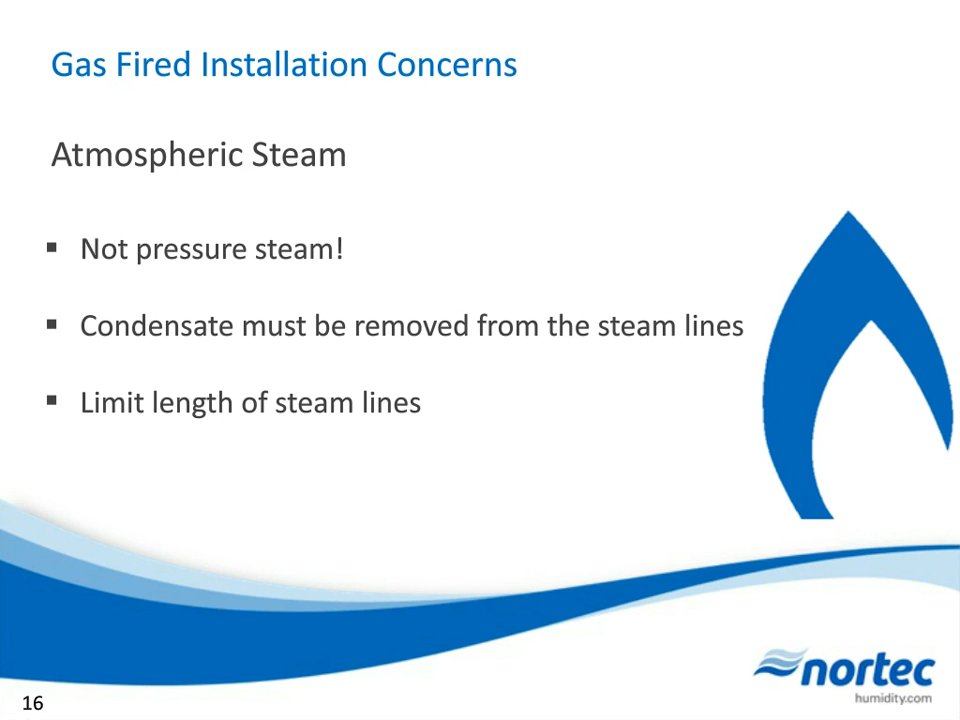 Gas Fired Installation Concerns
Atmospheric Steam
▪ Not pressure steam!
▪ Condensate must be removed from the steam lines
▪ Limit length of steam lines
nortec
humidity.com
16